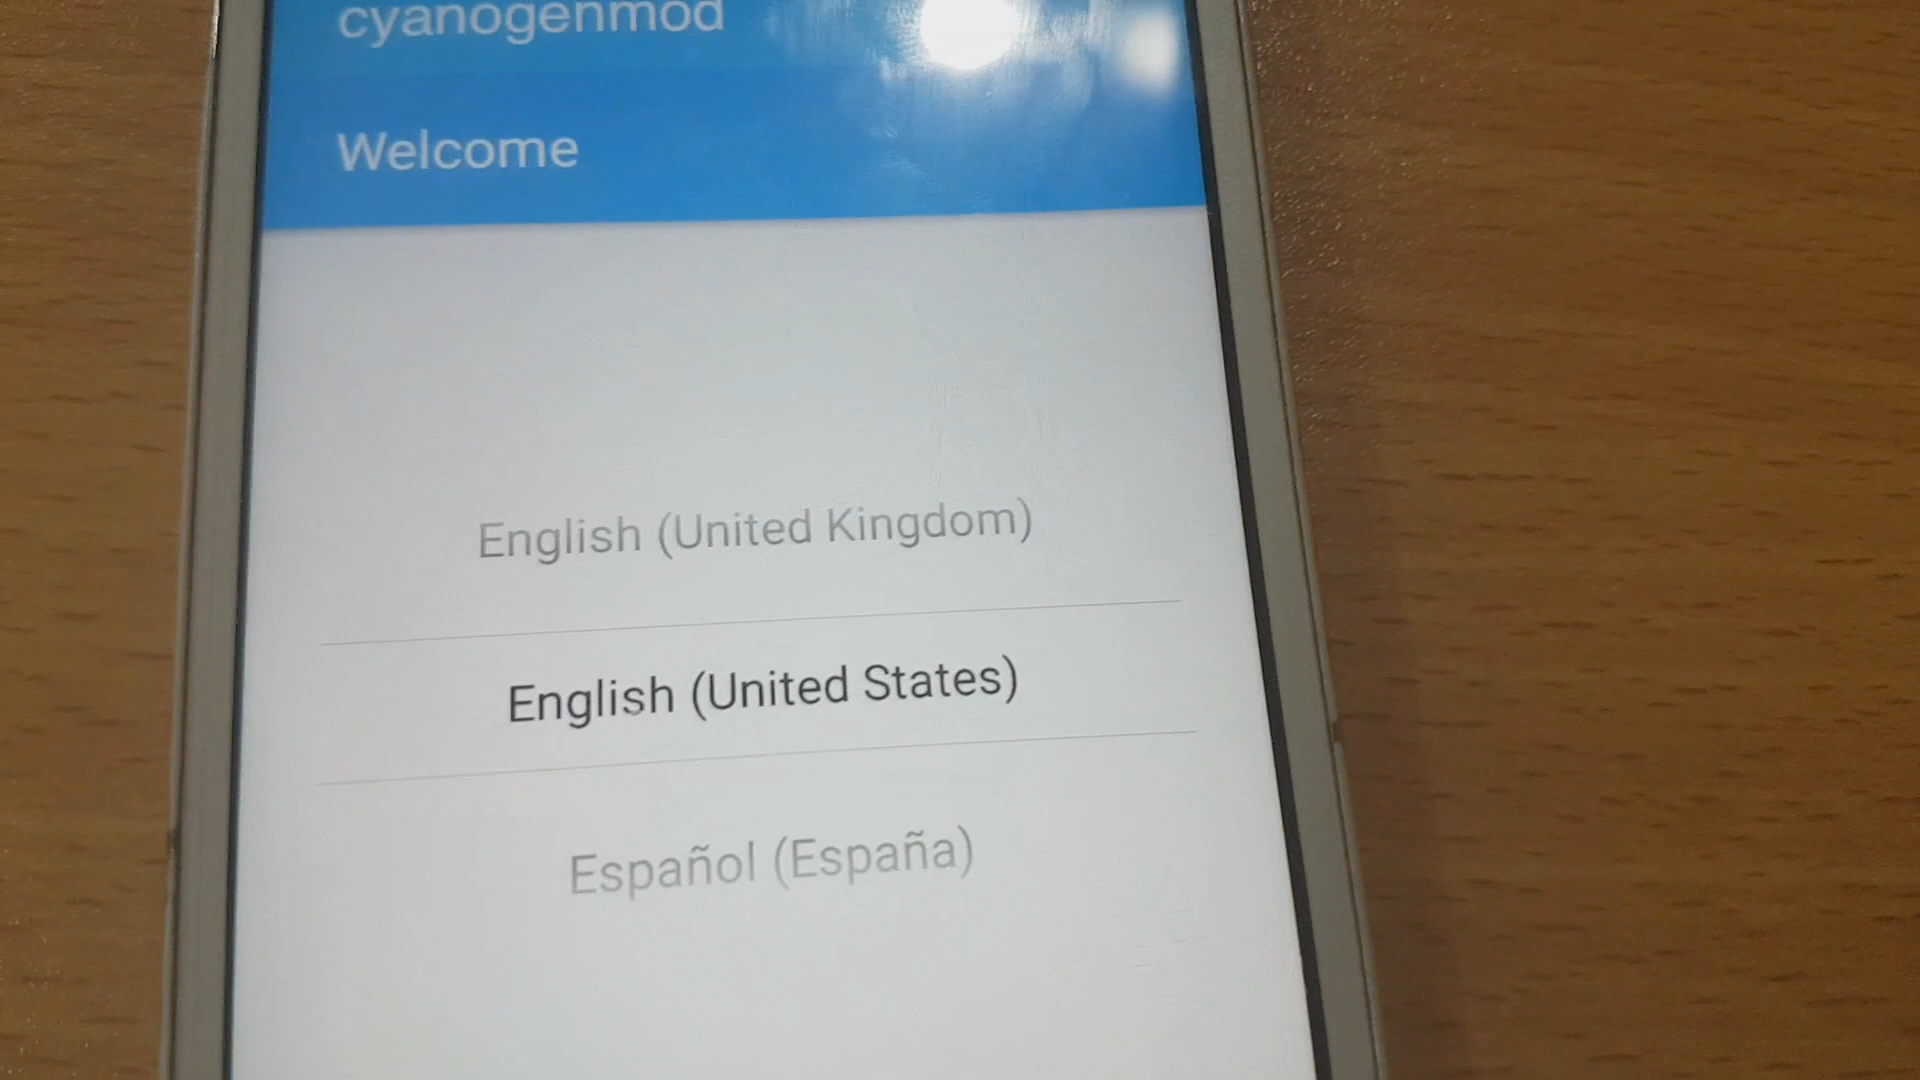 cyanogenmod
Welcome
English (United Kingdom)
English (United States)
Español (España)